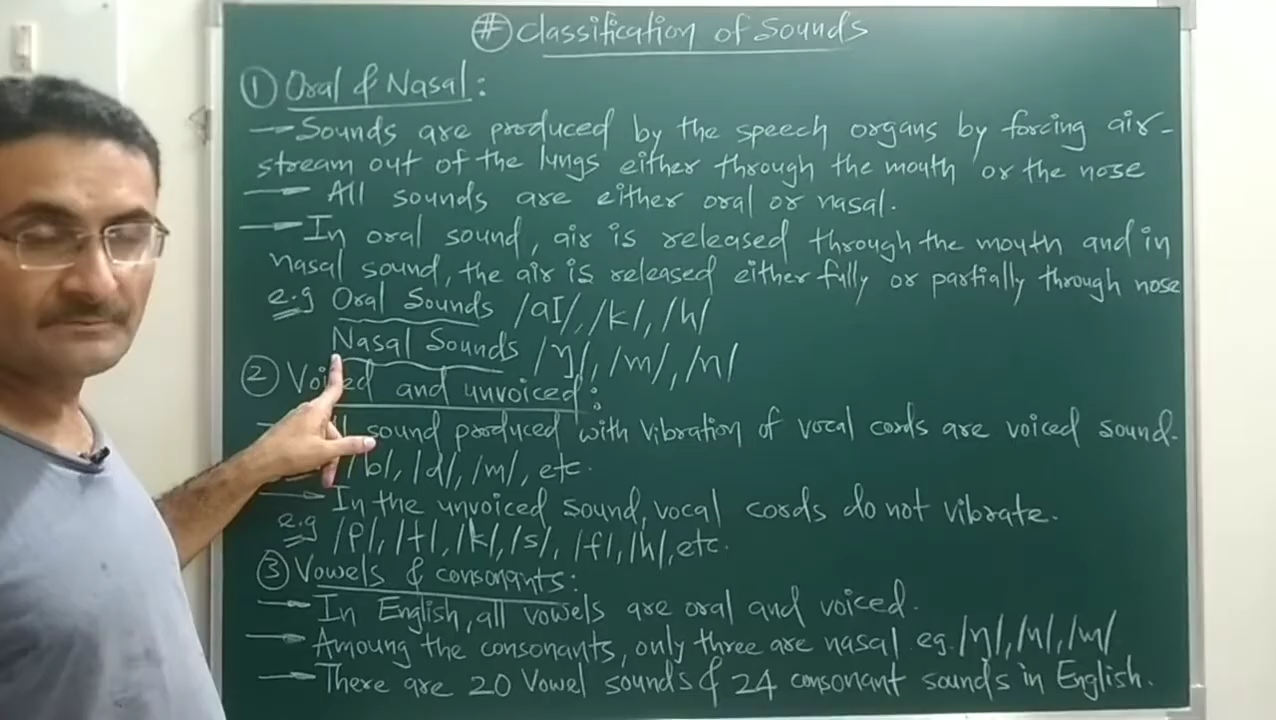 # Classification of Sounds
① Oral & Nasal:
→ Sounds are produced by the speech organs by forcing air-
stream out of the lungs either through the mouth or the nose
→ All sounds are either oral or nasal.
→ In oral sound, air is released through the mouth and in
nasal sound, the air is released either fully or partially through nose
e.g Oral Sounds /aI/, /k/, /h/
Nasal Sounds /ŋ/, /m/, /n/
② Voiced and unvoiced:
sound produced with vibration of vocal cords are voiced sound.
/b/, /d/, /m/, etc.
→ In the unvoiced sound, vocal cords do not vibrate.
e.g /p/, /t/, /k/, /s/, /f/, /h/, etc.
③ Vowels & consonants:
→ In English, all vowels are oral and voiced.
→ Amoung the consonants, only three are nasal eg. /ŋ/, /n/, /m/
→ There are 20 Vowel sounds & 24 consonant sounds in English.